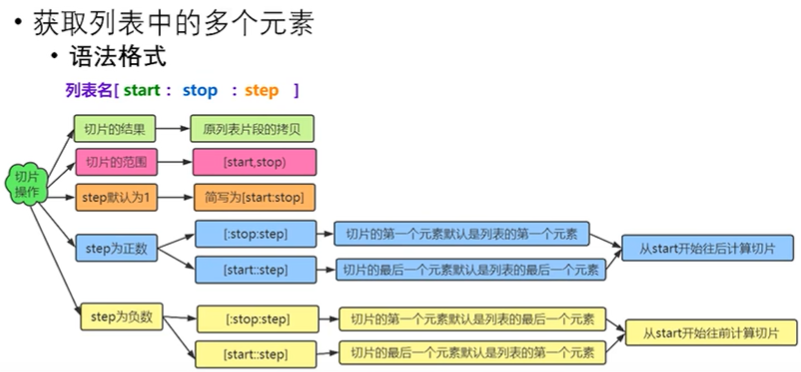 • 获取列表中的多个元素
• 语法格式
列表名[ start : stop : step ]
切片的结果
原列表片段的拷贝
切片的范围
[start,stop)
切片操作
step默认为1
简写为[start:stop]
step为正数
[:stop:step]
切片的第一个元素默认是列表的第一个元素
从start开始往后计算切片
[start::step]
切片的最后一个元素默认是列表的最后一个元素
step为负数
[:stop:step]
切片的第一个元素默认是列表的最后一个元素
从start开始往前计算切片
[start::step]
切片的最后一个元素默认是列表的第一个元素